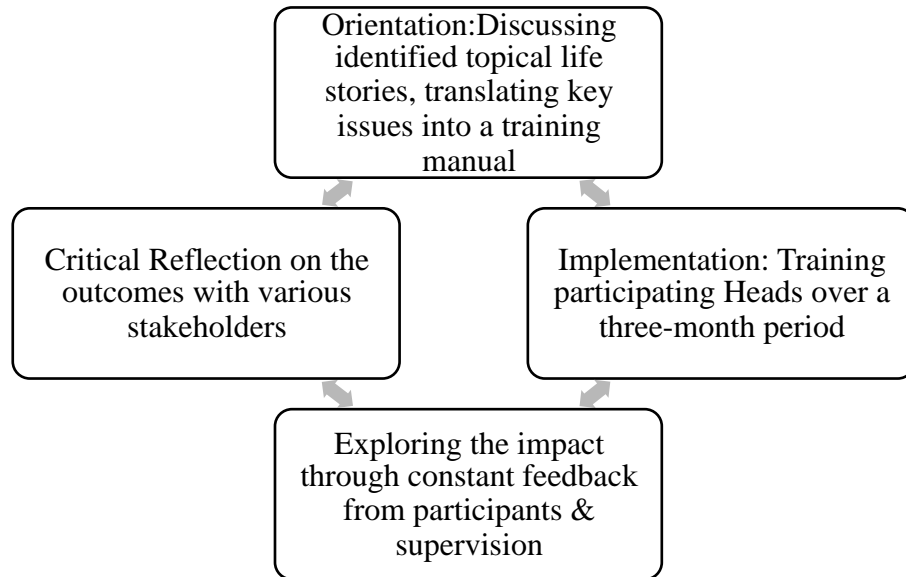 Orientation:Discussing
identified topical life
stories, translating key
issues into a training
manual
Critical Reflection on the
outcomes with various
stakeholders
Implementation: Training
participating Heads over a
three-month period
Exploring the impact
through constant feedback
from participants &
supervision